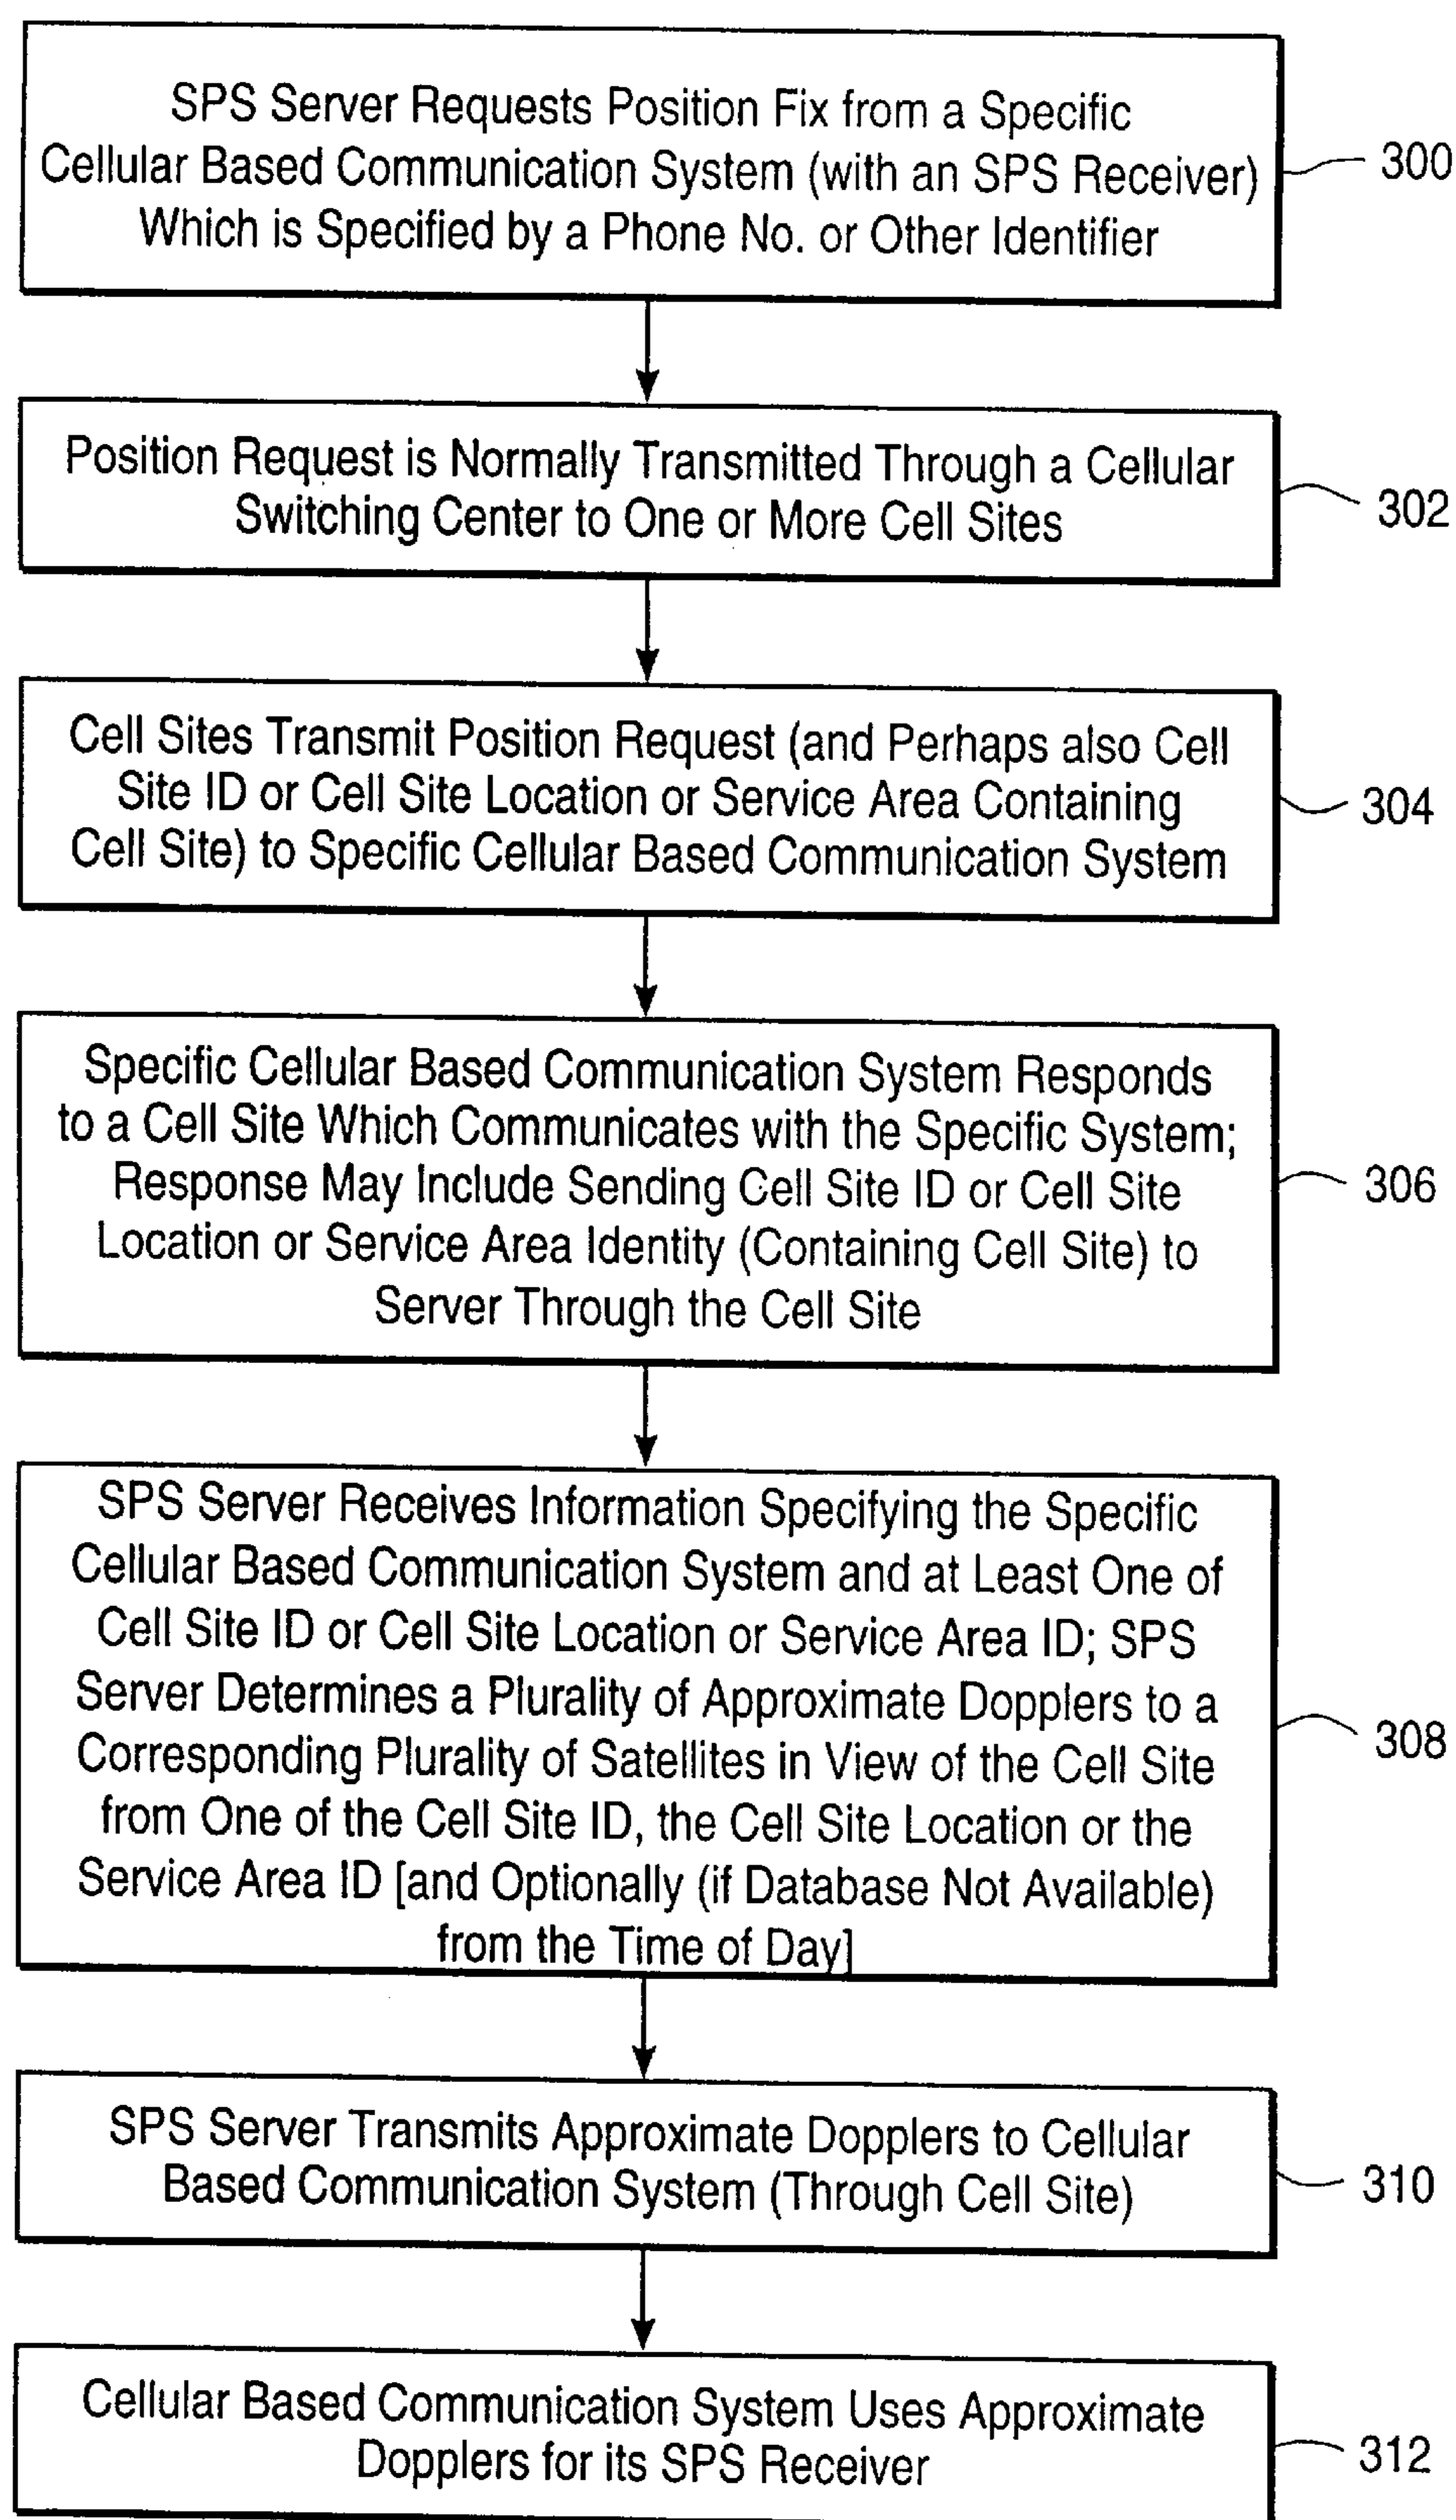 SPS Server Requests Position Fix from a Specific
Cellular Based Communication System (with an SPS Receiver)
Which is Specified by a Phone No. or Other Identifier
300
Position Request is Normally Transmitted Through a Cellular
Switching Center to One or More Cell Sites
302
Cell Sites Transmit Position Request (and Perhaps also Cell
Site ID or Cell Site Location or Service Area Containing
Cell Site) to Specific Cellular Based Communication System
304
Specific Cellular Based Communication System Responds
to a Cell Site Which Communicates with the Specific System;
Response May Include Sending Cell Site ID or Cell Site
Location or Service Area Identity (Containing Cell Site) to
Server Through the Cell Site
306
SPS Server Receives Information Specifying the Specific
Cellular Based Communication System and at Least One of
Cell Site ID or Cell Site Location or Service Area ID; SPS
Server Determines a Plurality of Approximate Dopplers to a
Corresponding Plurality of Satellites in View of the Cell Site
from One of the Cell Site ID, the Cell Site Location or the
Service Area ID [and Optionally (if Database Not Available)
from the Time of Day]
308
SPS Server Transmits Approximate Dopplers to Cellular
Based Communication System (Through Cell Site)
310
Cellular Based Communication System Uses Approximate
Dopplers for its SPS Receiver
312